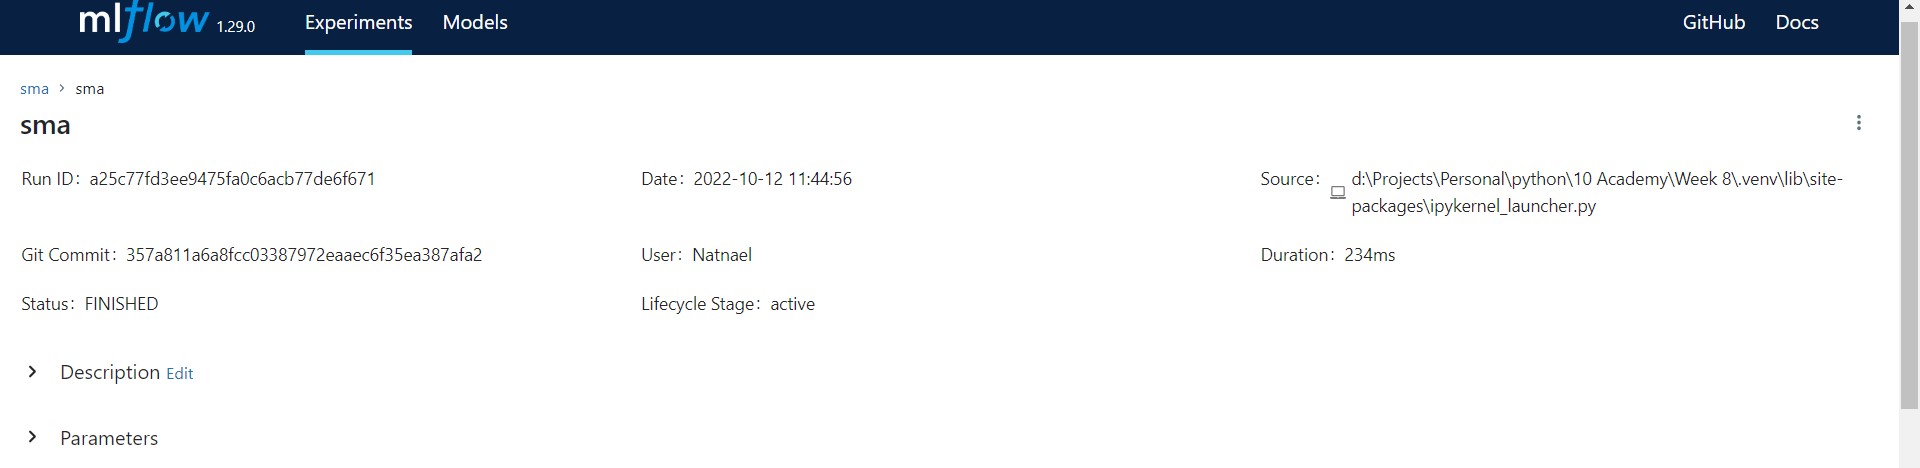 mlflow 1.29.0 Experiments Models GitHub Docs
sma > sma
sma
Run ID: a25c77fd3ee9475fa0c6acb77de6f671 Date: 2022-10-12 11:44:56 Source: d:\Projects\Personal\python\10 Academy\Week 8\.venv\lib\site-
packages\ipykernel_launcher.py
Git Commit: 357a811a6a8fcc03387972eaaec6f35ea387afa2 User: Natnael Duration: 234ms
Status: FINISHED Lifecycle Stage: active
Description Edit
Parameters